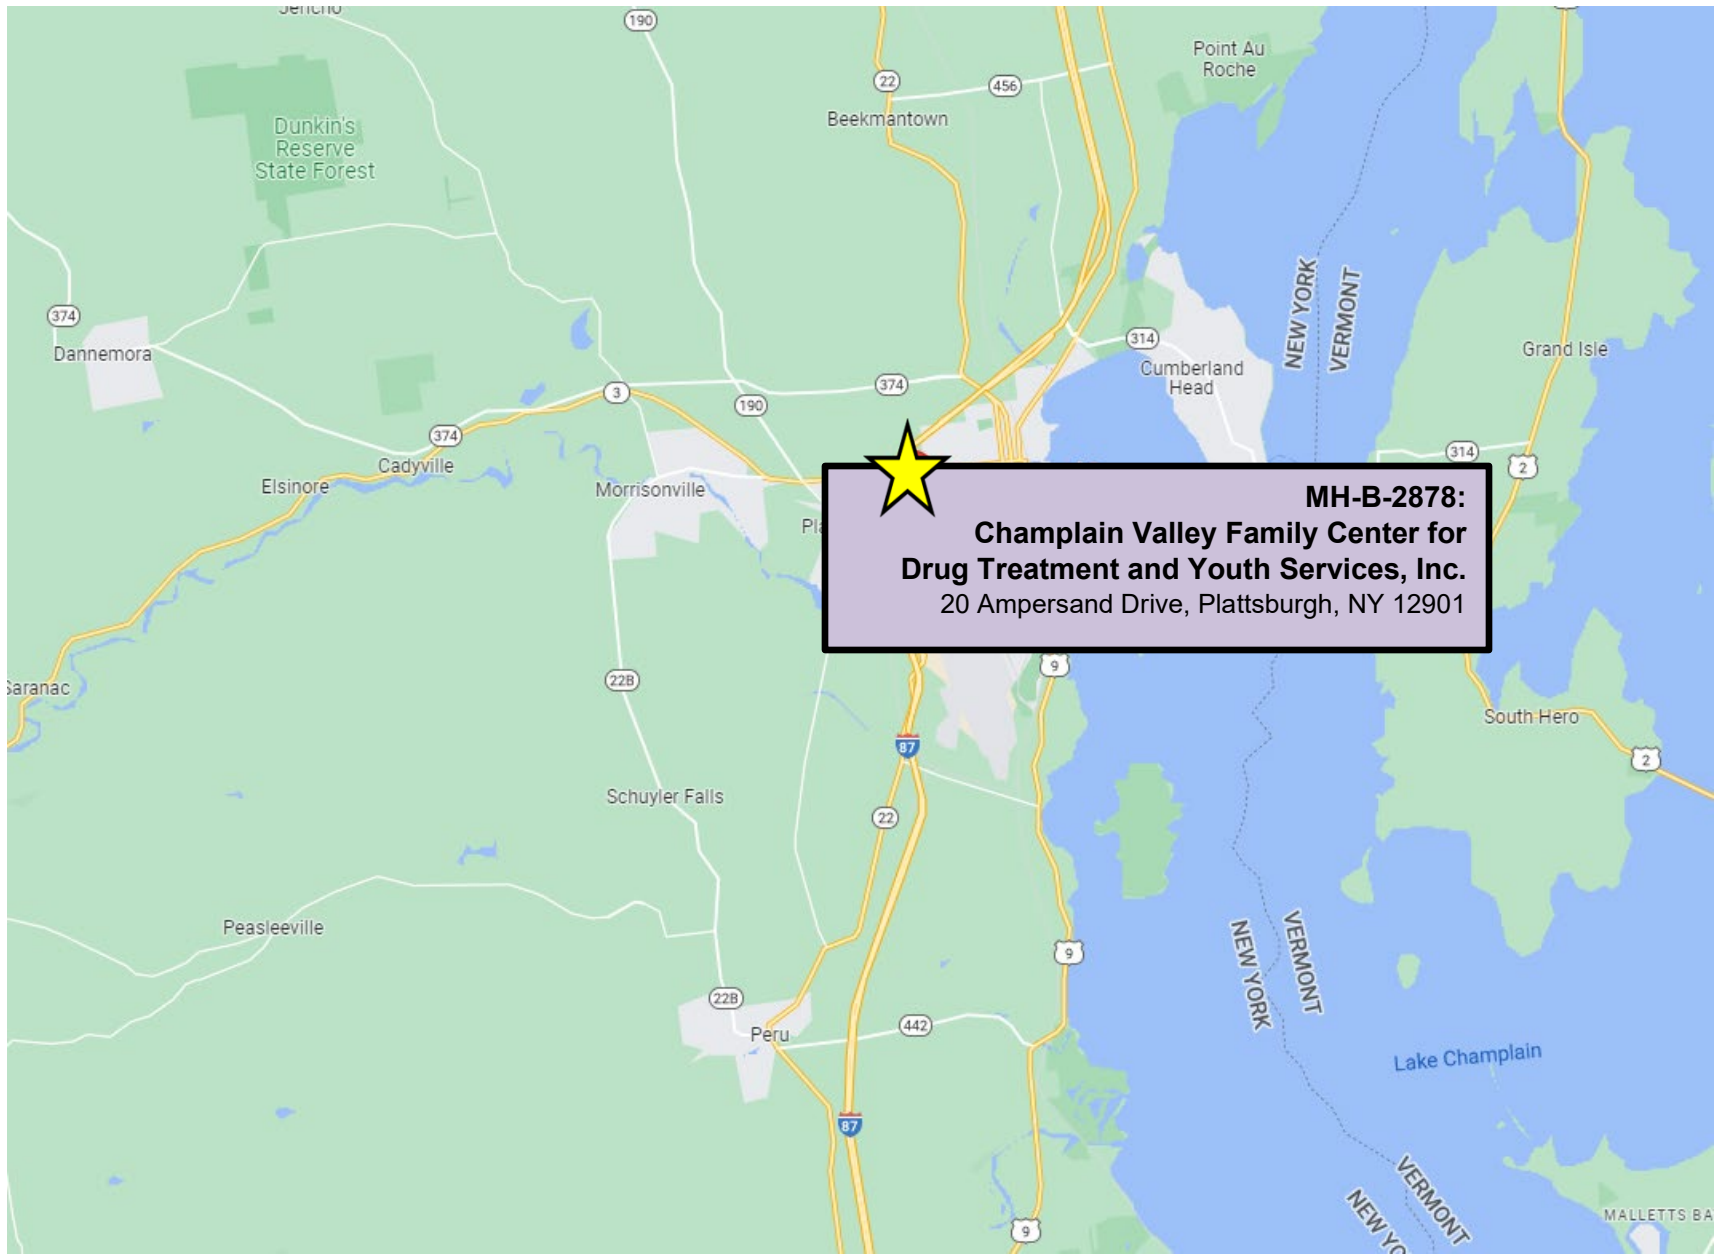 Jericho
190
Point Au
Roche
22
456
Beekmantown
Dunkin's
Reserve
State Forest
374
Dannemora
NEW YORK
VERMONT
314
Grand Isle
Cumberland
Head
3
374
190
374
Cadyville
314
2
Elsinore
Morrisonville
MH-B-2878:
Champlain Valley Family Center for
Drug Treatment and Youth Services, Inc.
20 Ampersand Drive, Plattsburgh, NY 12901
9
22B
Saranac
South Hero
87
2
Schuyler Falls
22
Peasleeville
9
NEW YORK
VERMONT
22B
442
Peru
Lake Champlain
87
VERMONT
NEW YO
9
MALLETTS BA